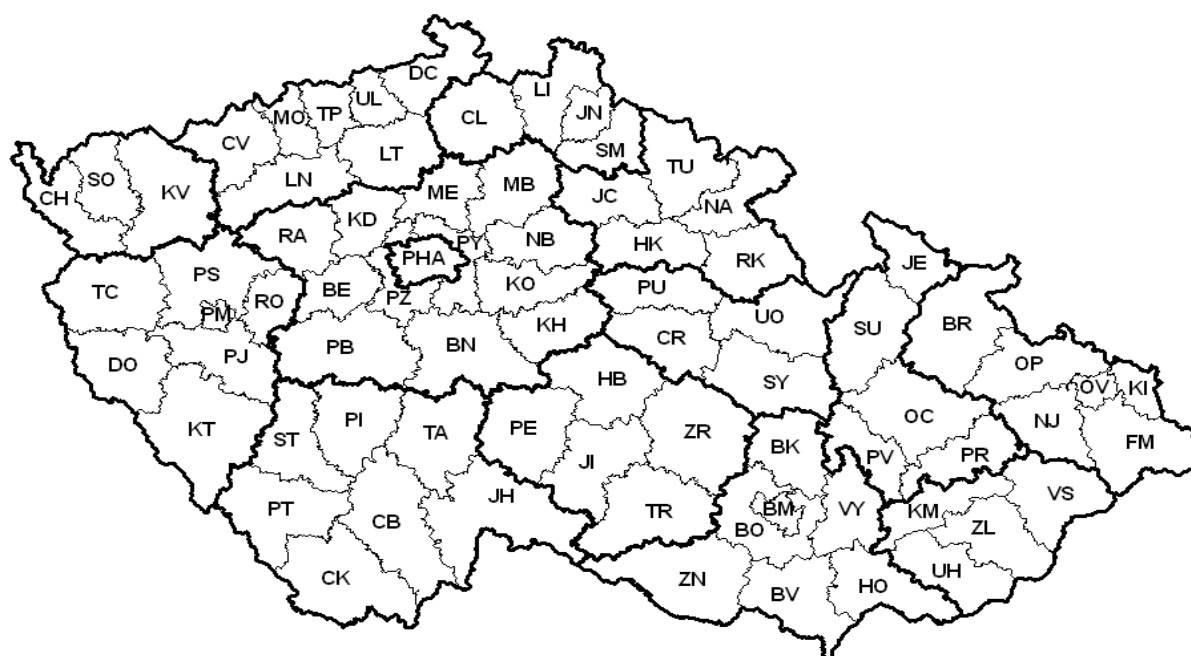 DC
LI
UL
TP
MO
JN
CL
CV
LT
SM
TU
SO
LN
CH
KV
ME
MB
JC
NA
KD
RA
PY
NB
HK
PHA
RK
JE
PS
TC
RO
BE
PZ
KO
PU
PM
UO
SU
BR
DO
PJ
PB
BN
KH
CR
OP
HB
SY
OV
KI
KT
ST
PI
TA
PE
ZR
OC
NJ
FM
BK
PV
PR
JI
VS
PT
CB
JH
TR
BM
VY
KM
BO
ZL
CK
ZN
UH
BV
HO